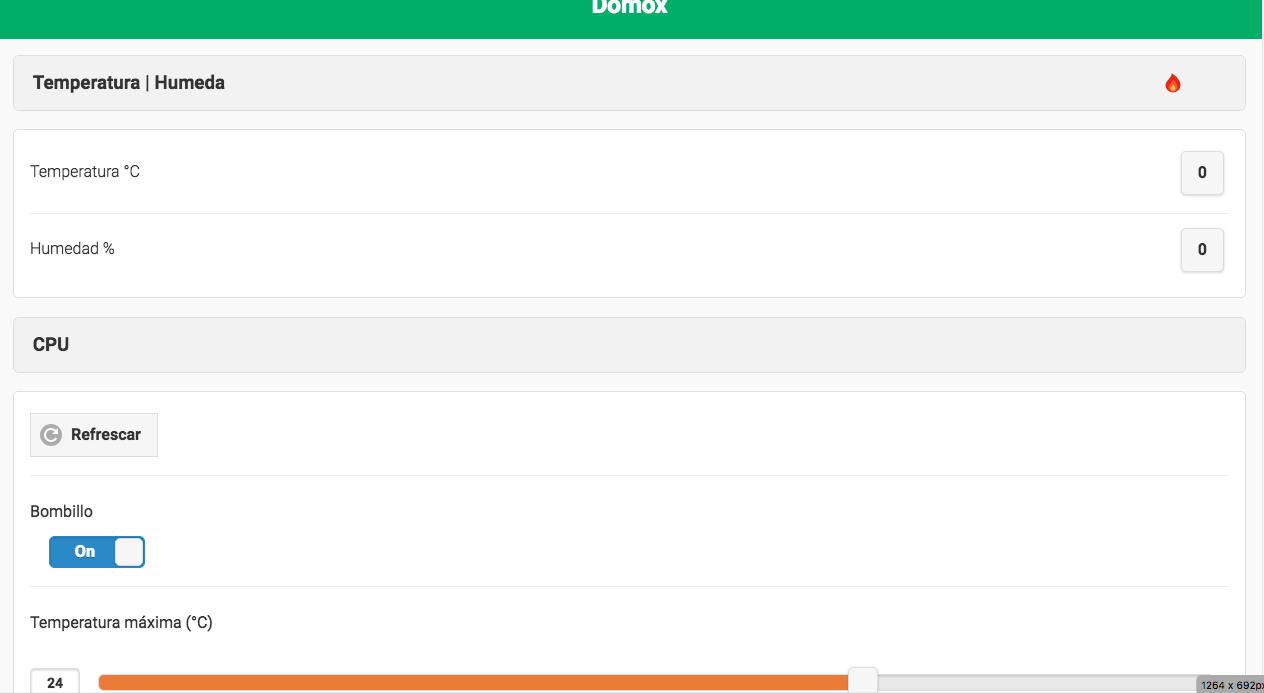 Domox
Temperatura | Humeda
Temperatura °C
0
Humedad %
0
CPU
Refrescar
Bombillo
On
Temperatura máxima (°C)
24
1264 x 692px